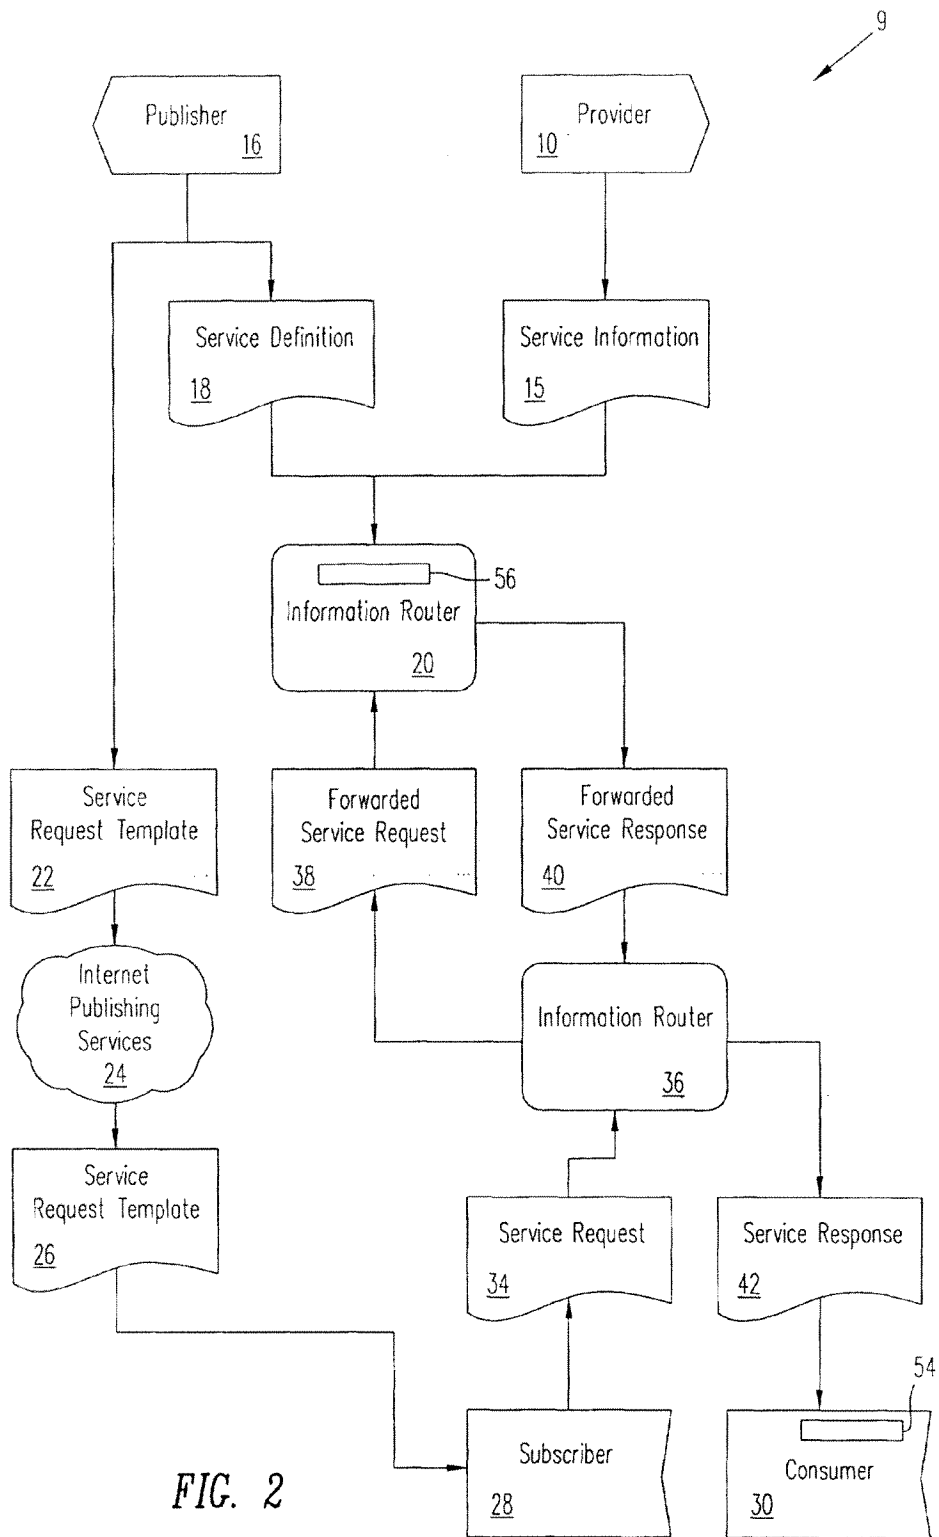 9
Publisher
16
Provider
10
Service Definition
18
Service Information
15
56
Information Router
20
Service
Request Template
22
Forwarded
Service Request
38
Forwarded
Service Response
40
Internet
Publishing
Services
24
Information Router
36
Service
Request Template
26
Service Request
34
Service Response
42
54
Subscriber
28
Consumer
30
FIG. 2